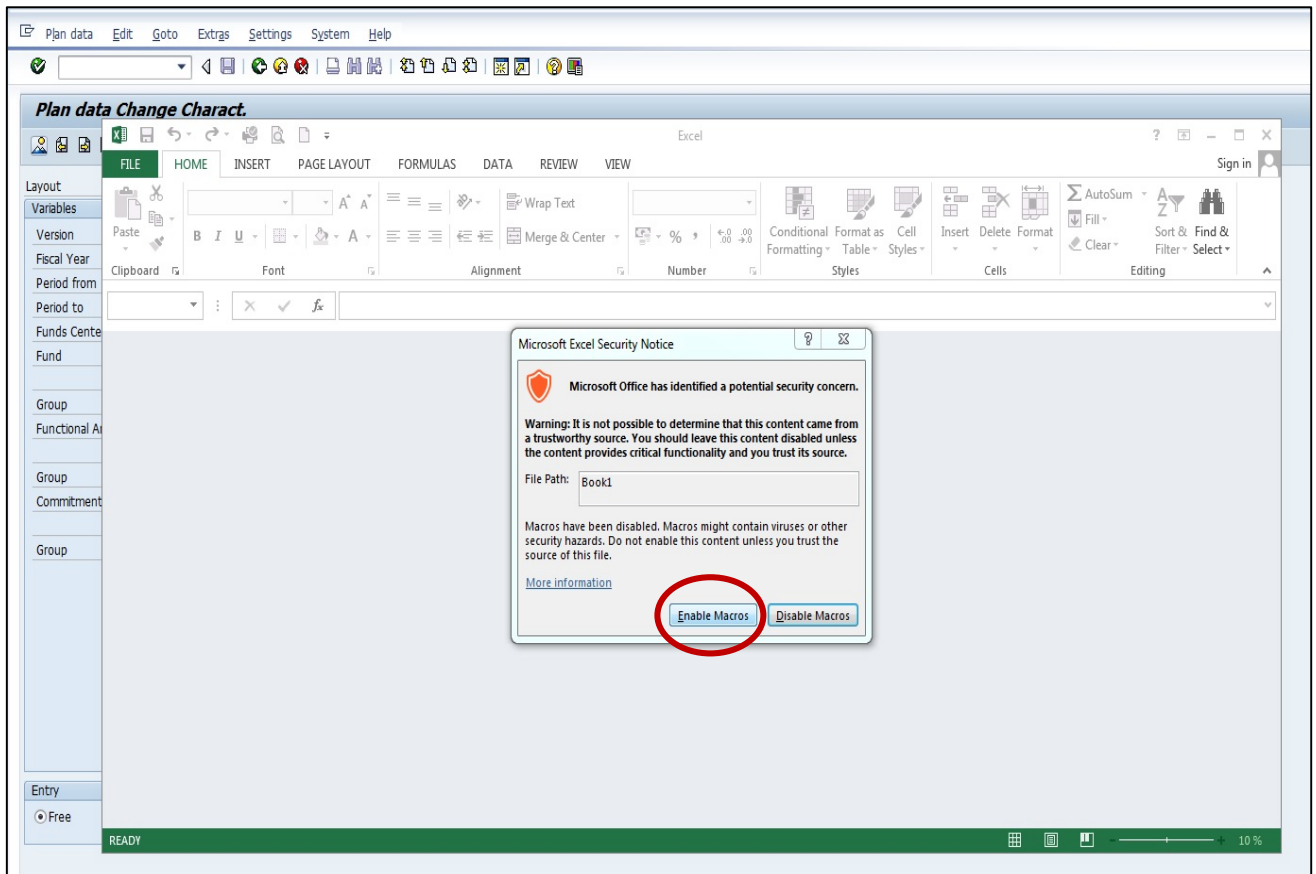 Plan data Edit Goto Extras Settings System Help
Plan data Change Charact.
Excel
FILE HOME INSERT PAGE LAYOUT FORMULAS DATA REVIEW VIEW Sign in
Layout
Variables
Version
Fiscal Year
Period from
Period to
Funds Cente
Fund
Group
Functional A
Group
Commitment
Group
Entry
Free
Wrap Text
AutoSum
Fill
Clear
Paste
B I U
Merge & Center
%
Conditional Formatting
Format as Table
Cell Styles
Insert Delete Format
Sort & Filter
Find & Select
Clipboard Font Alignment Number Styles Cells Editing
fx
Microsoft Excel Security Notice
Microsoft Office has identified a potential security concern.
Warning: It is not possible to determine that this content came from
a trustworthy source. You should leave this content disabled unless
the content provides critical functionality and you trust its source.
File Path: Book1
Macros have been disabled. Macros might contain viruses or other
security hazards. Do not enable this content unless you trust the
source of this file.
More information
Enable Macros Disable Macros
READY 10 %